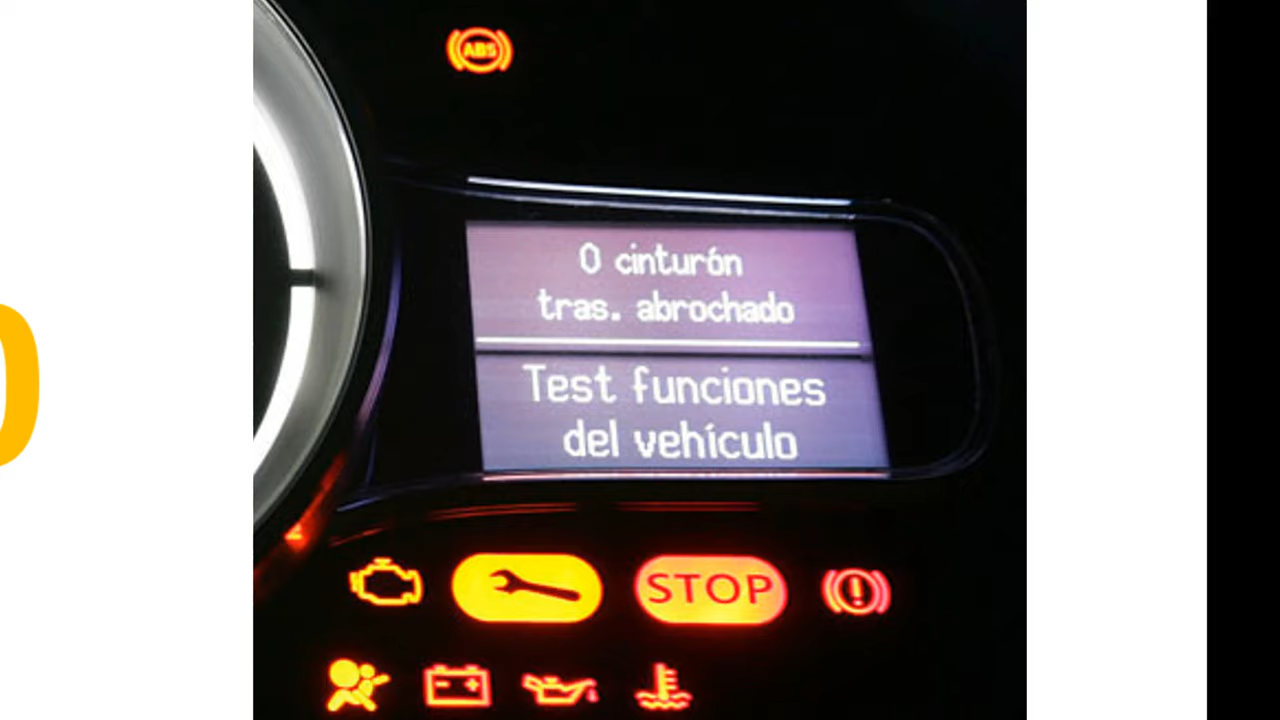 ABS
0 cinturón
tras. abrochado
Test funciones
del vehículo
STOP